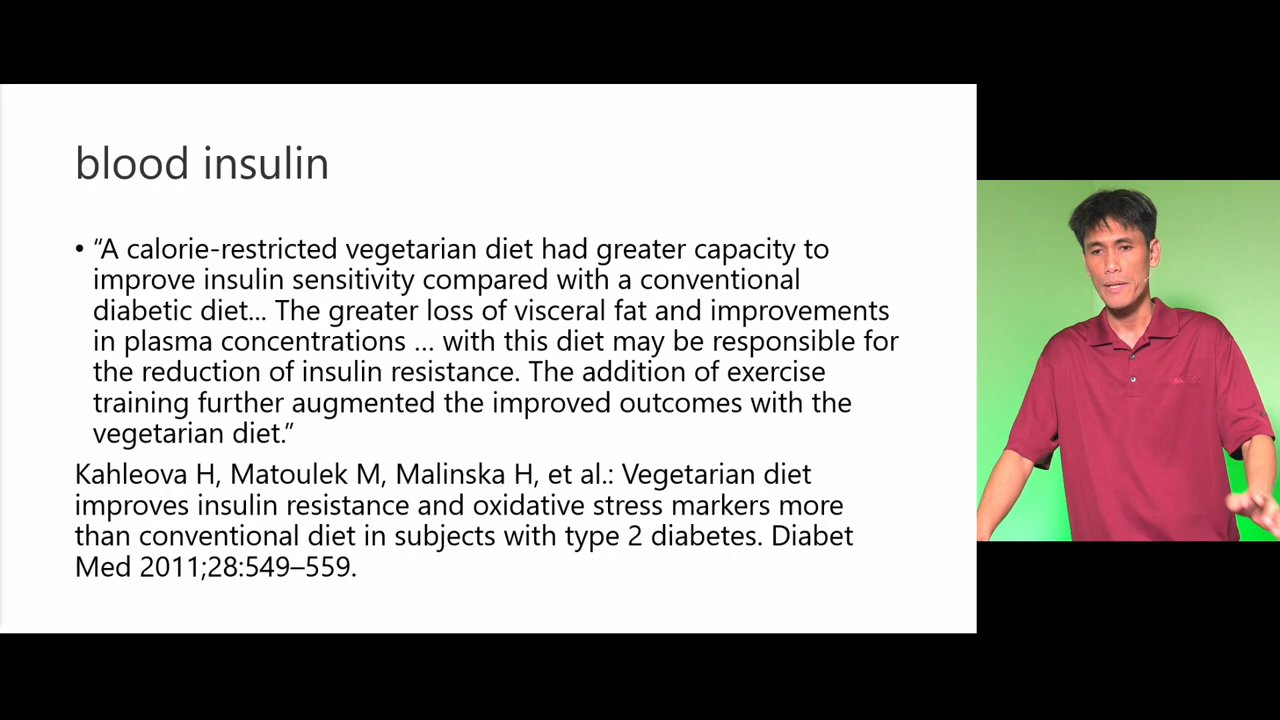 blood insulin
• “A calorie-restricted vegetarian diet had greater capacity to
improve insulin sensitivity compared with a conventional
diabetic diet... The greater loss of visceral fat and improvements
in plasma concentrations ... with this diet may be responsible for
the reduction of insulin resistance. The addition of exercise
training further augmented the improved outcomes with the
vegetarian diet.”
Kahleova H, Matoulek M, Malinska H, et al.: Vegetarian diet
improves insulin resistance and oxidative stress markers more
than conventional diet in subjects with type 2 diabetes. Diabet
Med 2011;28:549–559.